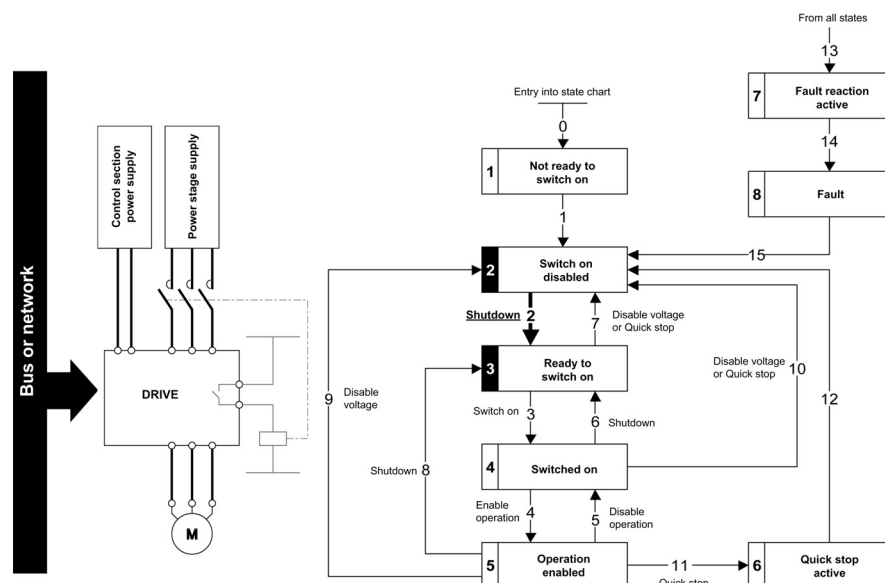 Bus or network
Control section
power supply
Power stage supply
DRIVE
M
Entry into state chart
0
1
Not ready to
switch on
1
2
Switch on
disabled
Shutdown 2
7
Disable voltage
or Quick stop
3
Ready to
switch on
Switch on 3
6 Shutdown
4
Switched on
Enable
operation
4
5
Disable
operation
5
Operation
enabled
9 Disable
voltage
Shutdown 8
From all states
13
7
Fault reaction
active
14
8
Fault
15
Disable voltage
or Quick stop
10
12
11
Quick stop
6
Quick stop
active